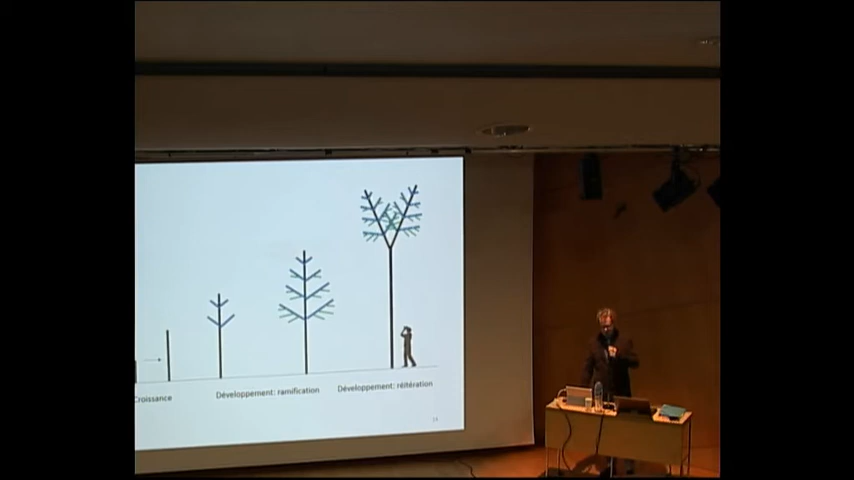 Croissance
Développement: ramification
Développement: réitération